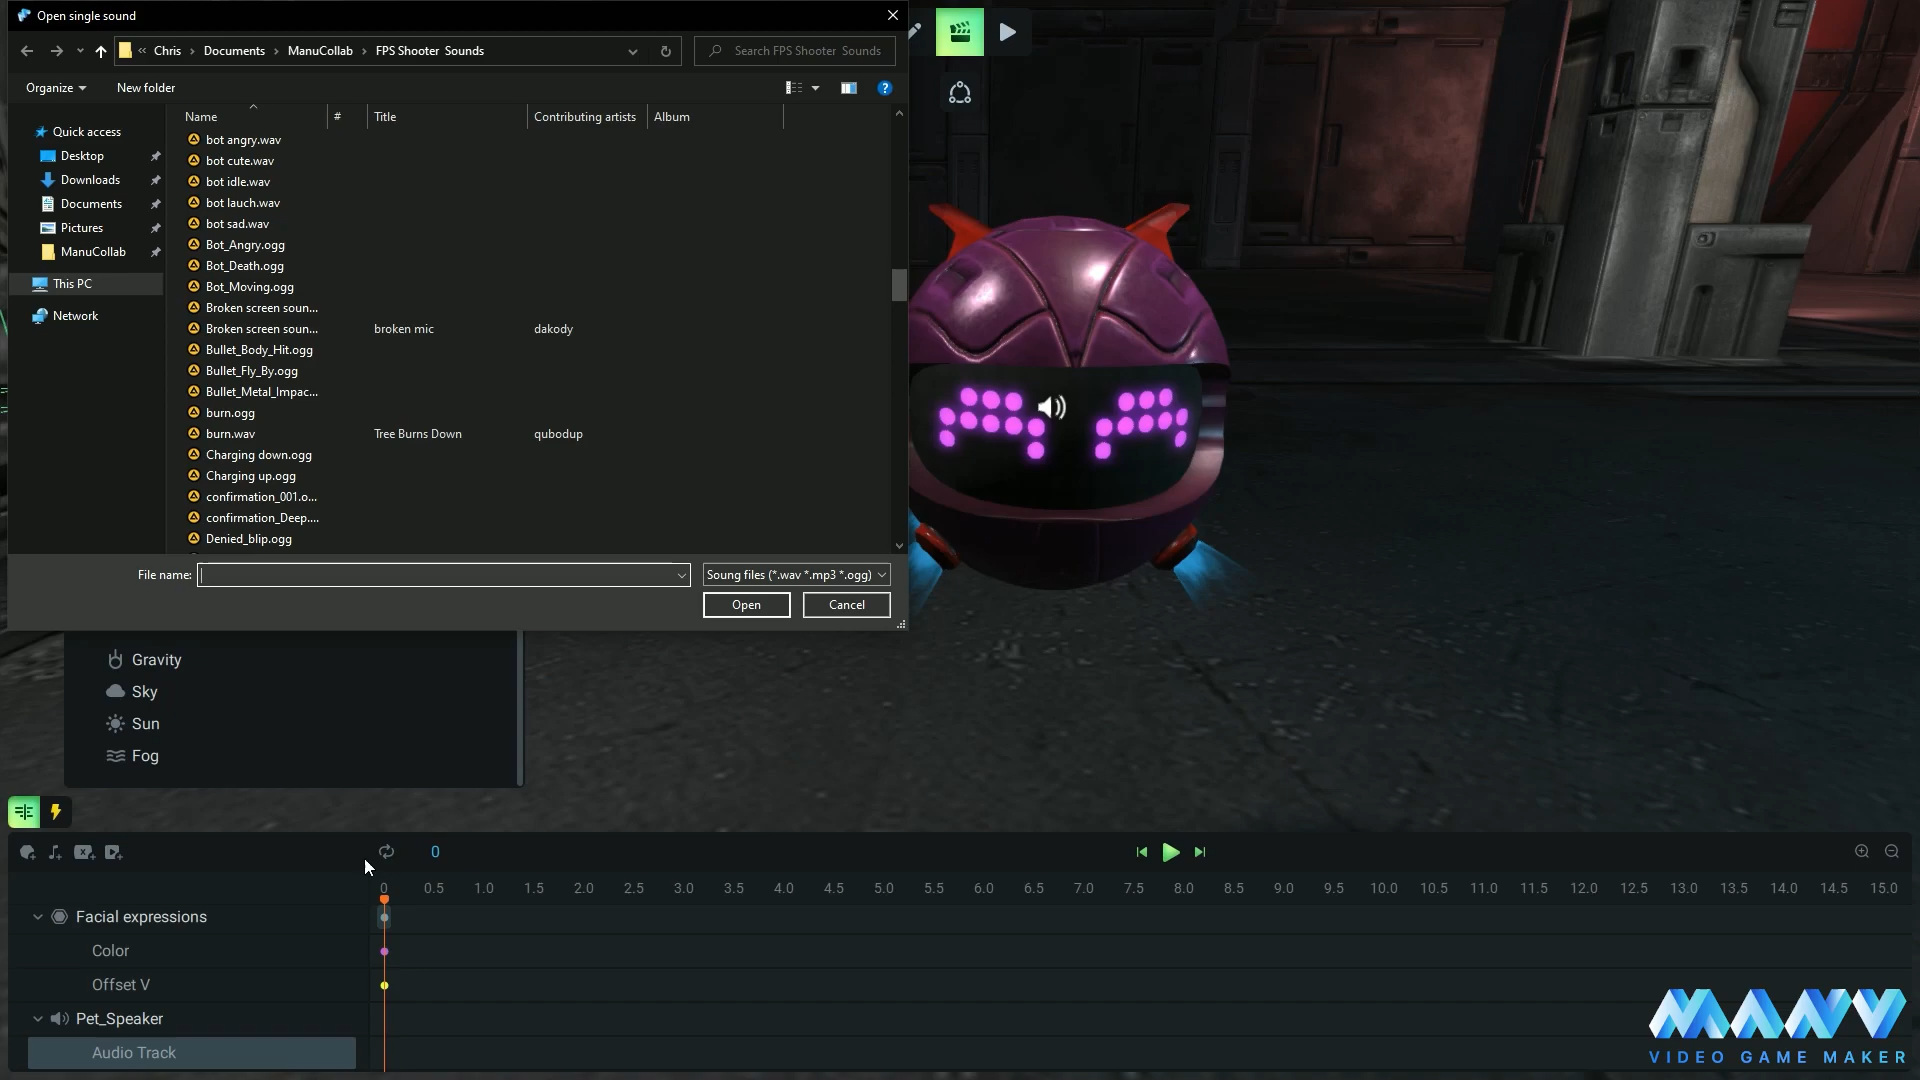 Open single sound
« Chris > Documents > ManuCollab > FPS Shooter Sounds
Search FPS Shooter Sounds
Organize
New folder
Quick access
Desktop
Downloads
Documents
Pictures
ManuCollab
This PC
Network
Name # Title Contributing artists Album
bot angry.wav
bot cute.wav
bot idle.wav
bot lauch.wav
bot sad.wav
Bot_Angry.ogg
Bot_Death.ogg
Bot_Moving.ogg
Broken screen soun...
Broken screen soun... broken mic dakody
Bullet_Body_Hit.ogg
Bullet_Fly_By.ogg
Bullet_Metal_Impac...
burn.ogg
burn.wav Tree Burns Down qubodup
Charging down.ogg
Charging up.ogg
confirmation_001.o...
confirmation_Deep....
Denied_blip.ogg
File name:
Soung files (*.wav *.mp3 *.ogg)
Open
Cancel
Gravity
Sky
Sun
Fog
0
0 0.5 1.0 1.5 2.0 2.5 3.0 3.5 4.0 4.5 5.0 5.5 6.0 6.5 7.0 7.5 8.0 8.5 9.0 9.5 10.0 10.5 11.0 11.5 12.0 12.5 13.0 13.5 14.0 14.5 15.0
Facial expressions
Color
Offset V
Pet_Speaker
Audio Track
MANU
VIDEO GAME MAKER